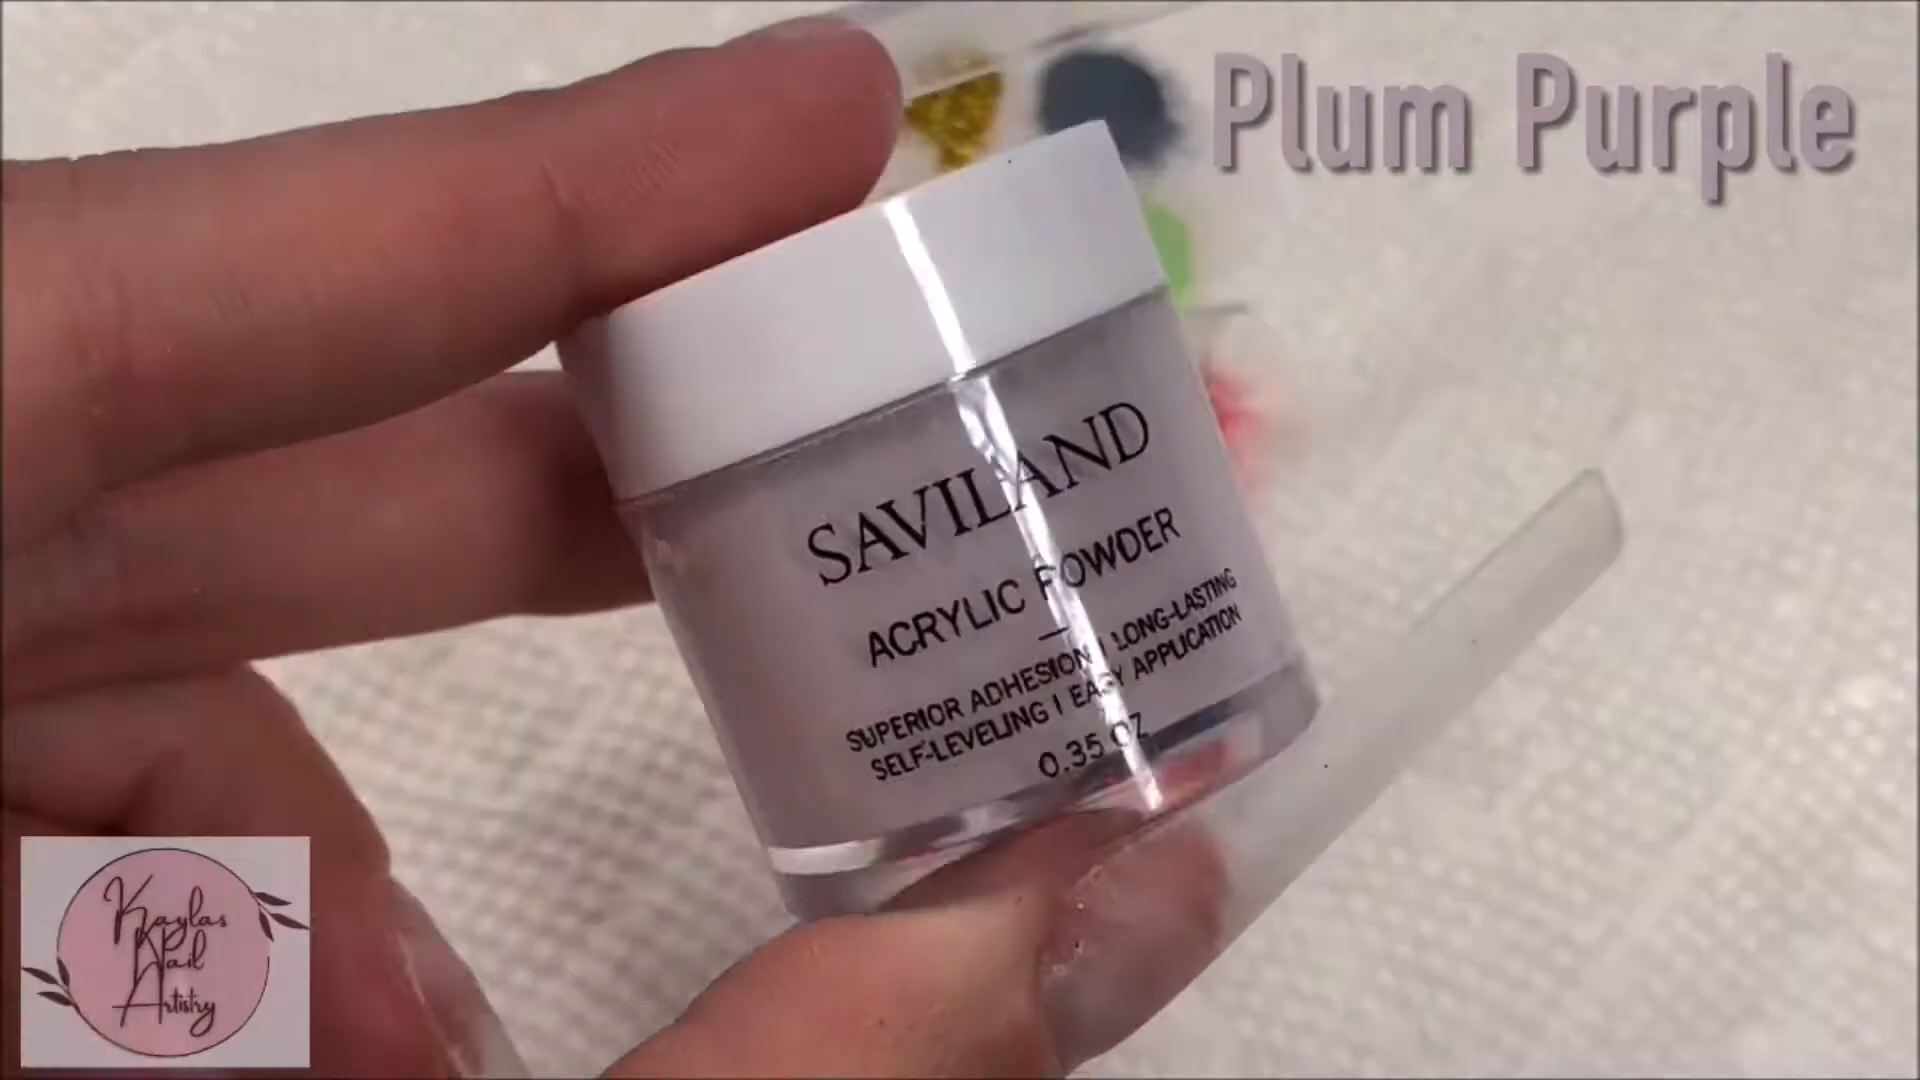 Plum Purple
SAVILAND
ACRYLIC POWDER
SUPERIOR ADHESION | LONG-LASTING
SELF-LEVELING | EASY APPLICATION
0.35 OZ
Kaylas
Nail
Artistry